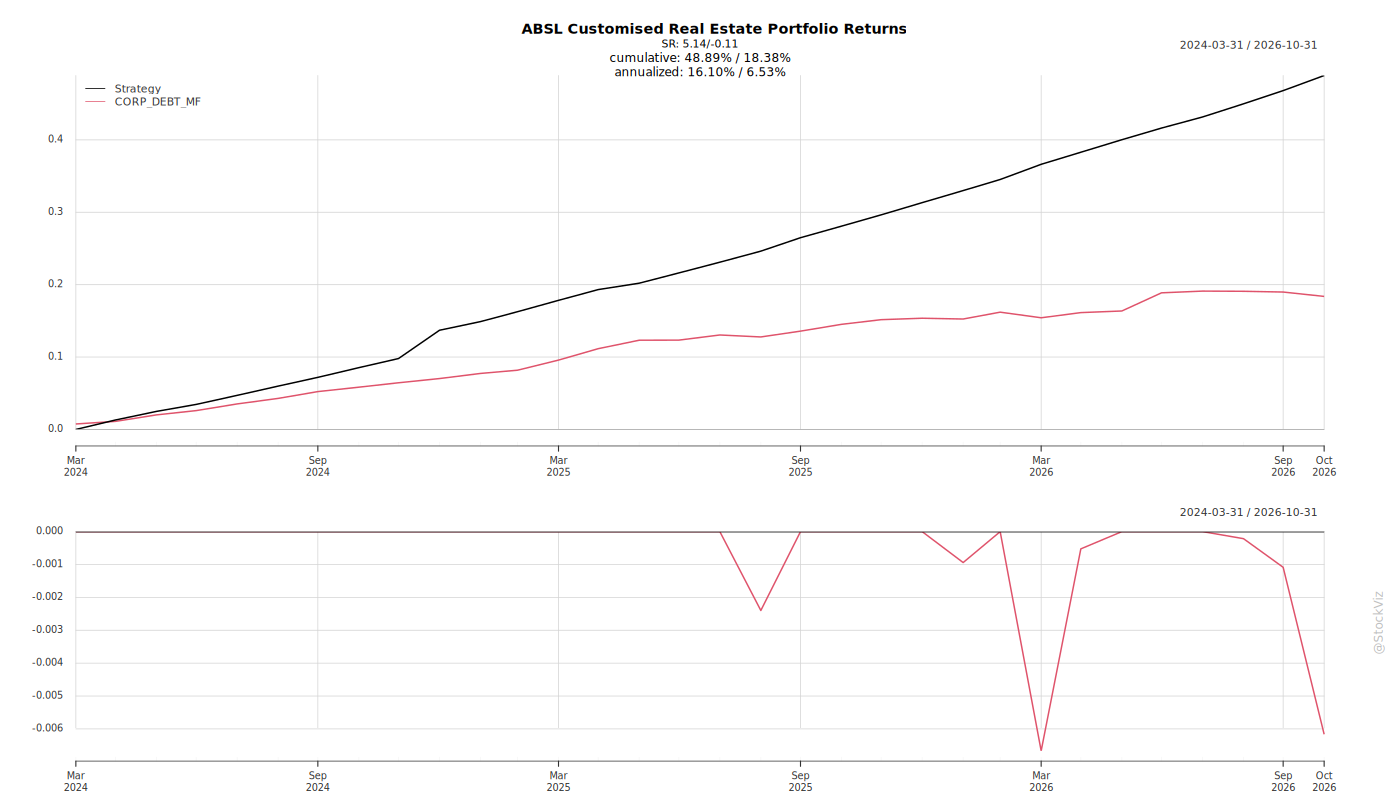 ABSL Customised Real Estate Portfolio Returns
SR: 5.14/-0.11
cumulative: 48.89% / 18.38%
annualized: 16.10% / 6.53%
2024-03-31 / 2026-10-31
Strategy
CORP_DEBT_MF
0.4
0.3
0.2
0.1
0.0
Mar
2024
Sep
2024
Mar
2025
Sep
2025
Mar
2026
Sep
2026
Oct
2026
2024-03-31 / 2026-10-31
0.000
-0.001
-0.002
-0.003
-0.004
-0.005
-0.006
Mar
2024
Sep
2024
Mar
2025
Sep
2025
Mar
2026
Sep
2026
Oct
2026
@StockViz